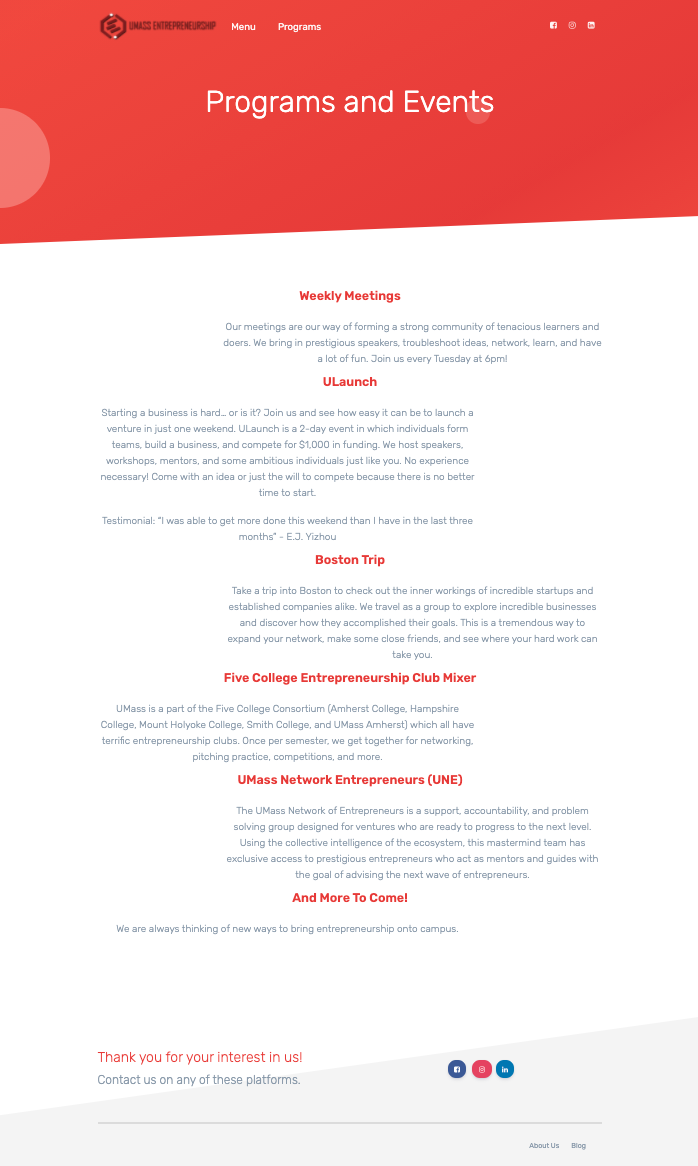 UMASS ENTREPRENEURSHIP Menu Programs
Programs and Events
Weekly Meetings
Our meetings are our way of forming a strong community of tenacious learners and
doers. We bring in prestigious speakers, troubleshoot ideas, network, learn, and have
a lot of fun. Join us every Tuesday at 6pm!
ULaunch
Starting a business is hard... or is it? Join us and see how easy it can be to launch a
venture in just one weekend. ULaunch is a 2-day event in which individuals form
teams, build a business, and compete for $1,000 in funding. We host speakers,
workshops, mentors, and some ambitious individuals just like you. No experience
necessary! Come with an idea or just the will to compete because there is no better
time to start.
Testimonial: "I was able to get more done this weekend than I have in the last three
months" - E.J. Yizhou
Boston Trip
Take a trip into Boston to check out the inner workings of incredible startups and
established companies alike. We travel as a group to explore incredible businesses
and discover how they accomplished their goals. This is a tremendous way to
expand your network, make some close friends, and see where your hard work can
take you.
Five College Entrepreneurship Club Mixer
UMass is a part of the Five College Consortium (Amherst College, Hampshire
College, Mount Holyoke College, Smith College, and UMass Amherst) which all have
terrific entrepreneurship clubs. Once per semester, we get together for networking,
pitching practice, competitions, and more.
UMass Network Entrepreneurs (UNE)
The UMass Network of Entrepreneurs is a support, accountability, and problem
solving group designed for ventures who are ready to progress to the next level.
Using the collective intelligence of the ecosystem, this mastermind team has
exclusive access to prestigious entrepreneurs who act as mentors and guides with
the goal of advising the next wave of entrepreneurs.
And More To Come!
We are always thinking of new ways to bring entrepreneurship onto campus.
Thank you for your interest in us!
Contact us on any of these platforms.
About Us Blog